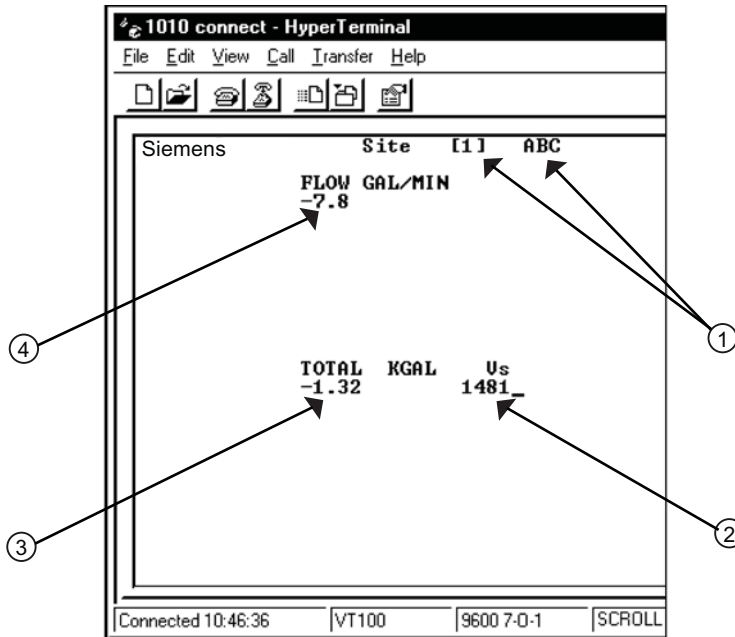 1010 connect - HyperTerminal
File Edit View Call Transfer Help
Siemens Site [1] ABC
FLOW GAL/MIN
-7.8
4
1
TOTAL KGAL Vs
-1.32 1481_
3
2
Connected 10:46:36 VT100 9600 7-0-1 SCROLL